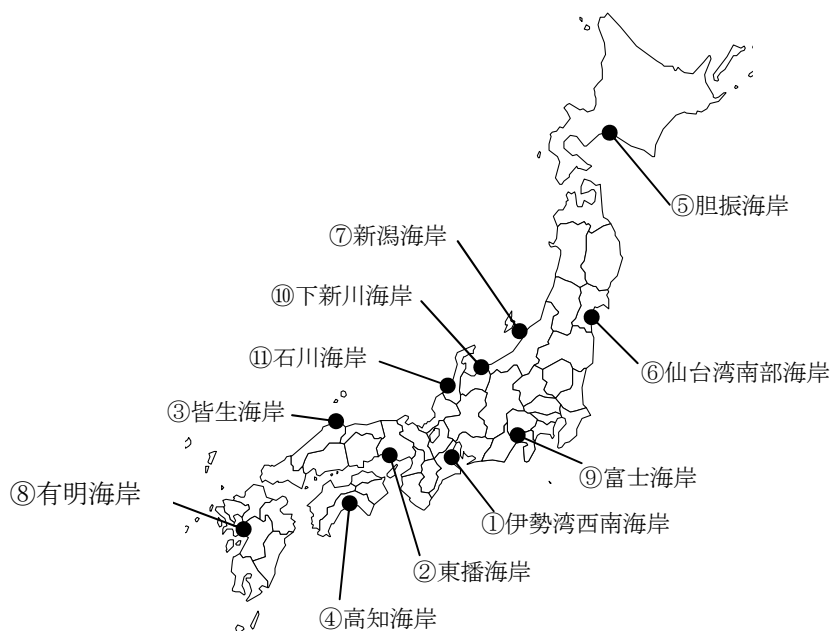 ⑤胆振海岸
⑦新潟海岸
⑩下新川海岸
⑪石川海岸
⑥仙台湾南部海岸
③皆生海岸
⑨富士海岸
⑧有明海岸
①伊勢湾西南海岸
②東播海岸
④高知海岸